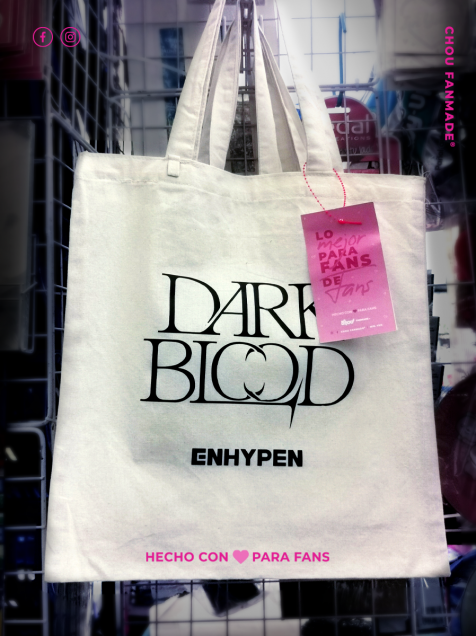 CHOU FANMADE®
LO
mejor
PARA
FANS
DE
fans
DARK
BLOOD
ENHYPEN
HECHO CON PARA FANS